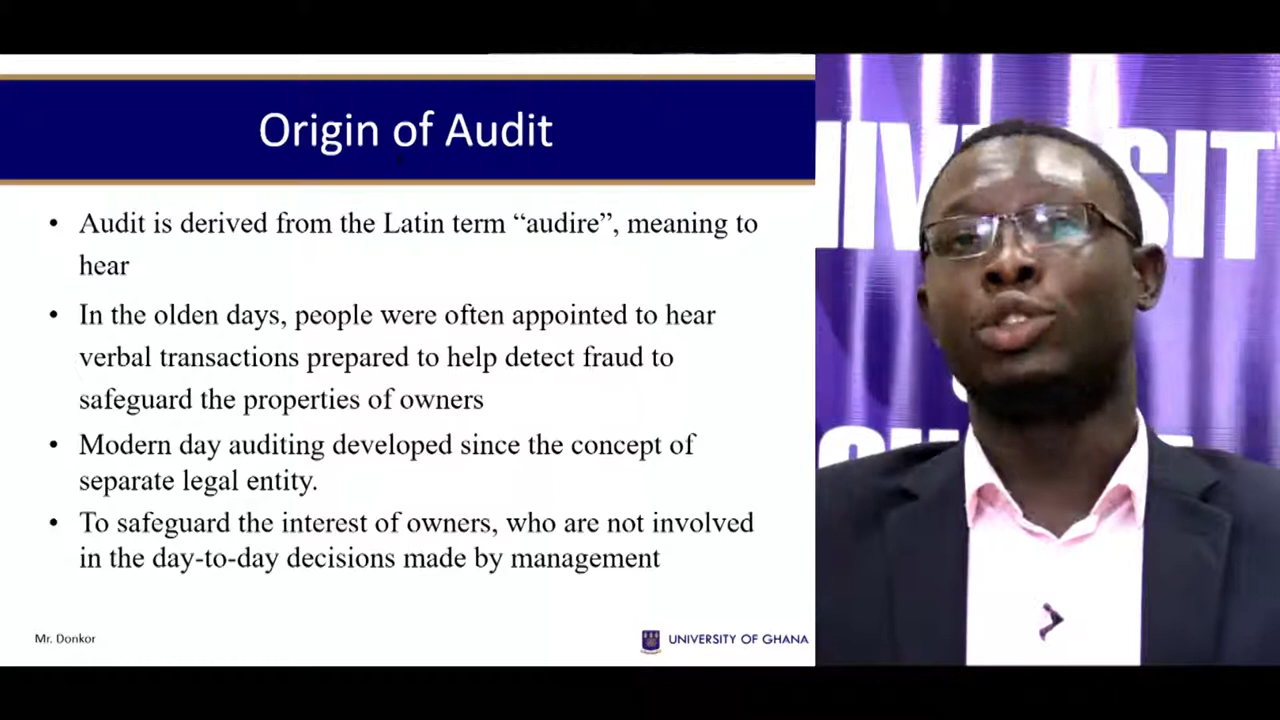 Origin of Audit
• Audit is derived from the Latin term “audire”, meaning to
hear
• In the olden days, people were often appointed to hear
verbal transactions prepared to help detect fraud to
safeguard the properties of owners
• Modern day auditing developed since the concept of
separate legal entity.
• To safeguard the interest of owners, who are not involved
in the day-to-day decisions made by management
Mr. Donkor
UNIVERSITY OF GHANA